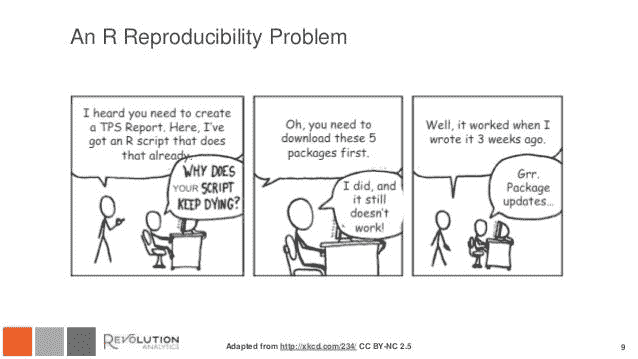 An R Reproducibility Problem
I heard you need to create
a TPS Report. Here, I've
got an R script that does
that already.
WHY DOES
YOUR SCRIPT
KEEP DYING?
Oh, you need to
download these 5
packages first.
I did, and
it still
doesn't
work!
Well, it worked when I
wrote it 3 weeks ago.
Grr.
Package
updates...
REVOLUTION
ANALYTICS
Adapted from http://xkcd.com/234/ CC BY-NC 2.5
9